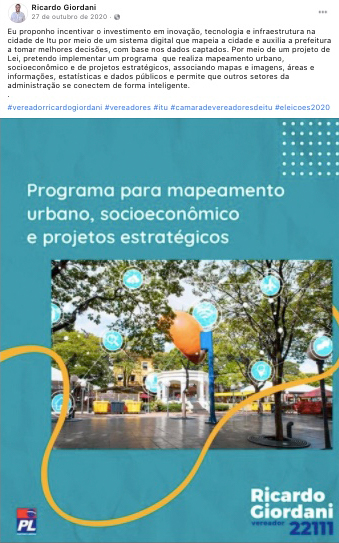 Ricardo Giordani
27 de outubro de 2020 ·
Eu proponho incentivar o investimento em inovação, tecnologia e infraestrutura na
cidade de Itu por meio de um sistema digital que mapeia a cidade e auxilia a prefeitura
a tomar melhores decisões, com base nos dados captados. Por meio de um projeto de
Lei, pretendo implementar um programa que realiza mapeamento urbano,
socioeconômico e de projetos estratégicos, associando mapas e imagens, áreas e
informações, estatísticas e dados públicos e permite que outros setores da
administração se conectem de forma inteligente.
.
#vereadorricardogiordani #vereadores #itu #camaradevereadoresdeitu #eleicoes2020
Programa para mapeamento
urbano, socioeconômico
e projetos estratégicos
Ricardo
Giordani
vereador 22111
PL